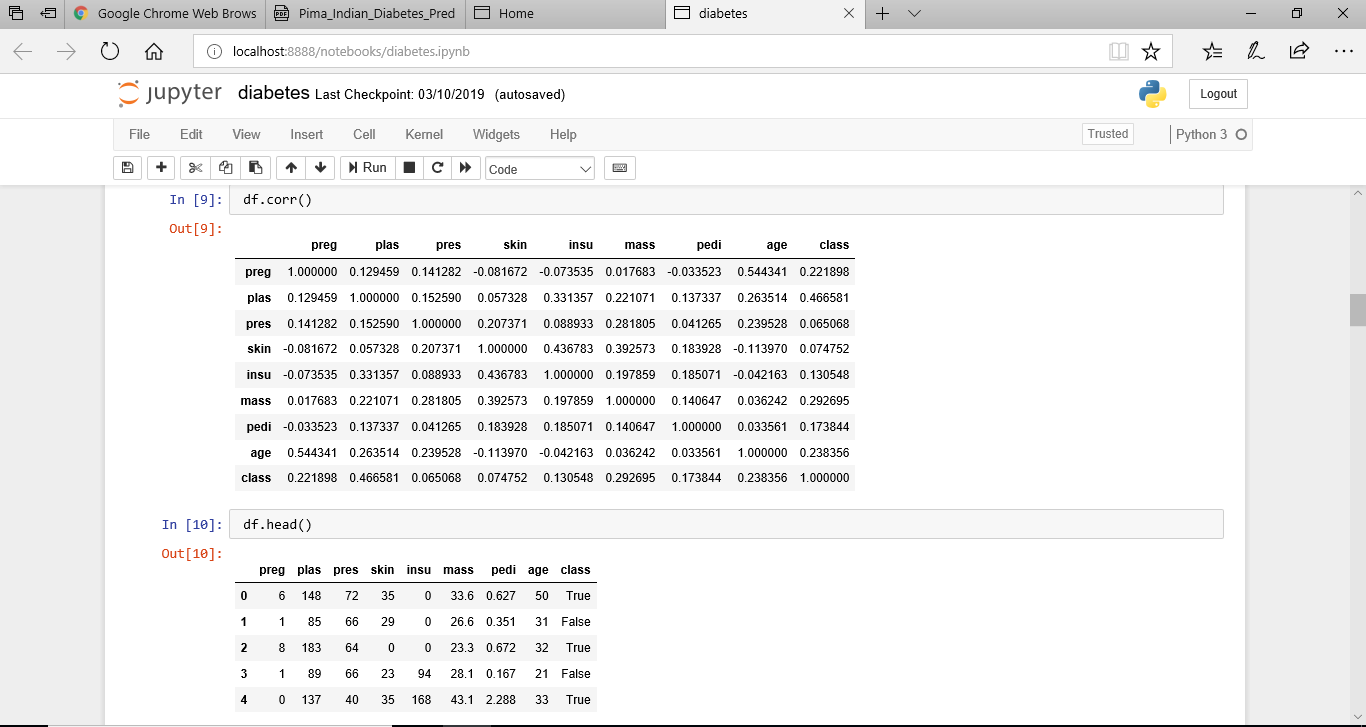 Google Chrome Web Brows Pima_Indian_Diabetes_Pred Home diabetes
localhost:8888/notebooks/diabetes.ipynb
jupyter diabetes Last Checkpoint: 03/10/2019 (autosaved) Logout
File Edit View Insert Cell Kernel Widgets Help Trusted Python 3
Run Code
In [9]: df.corr()
Out[9]:
preg plas pres skin insu mass pedi age class
preg 1.000000 0.129459 0.141282 -0.081672 -0.073535 0.017683 -0.033523 0.544341 0.221898
plas 0.129459 1.000000 0.152590 0.057328 0.331357 0.221071 0.137337 0.263514 0.466581
pres 0.141282 0.152590 1.000000 0.207371 0.088933 0.281805 0.041265 0.239528 0.065068
skin -0.081672 0.057328 0.207371 1.000000 0.436783 0.392573 0.183928 -0.113970 0.074752
insu -0.073535 0.331357 0.088933 0.436783 1.000000 0.197859 0.185071 -0.042163 0.130548
mass 0.017683 0.221071 0.281805 0.392573 0.197859 1.000000 0.140647 0.036242 0.292695
pedi -0.033523 0.137337 0.041265 0.183928 0.185071 0.140647 1.000000 0.033561 0.173844
age 0.544341 0.263514 0.239528 -0.113970 -0.042163 0.036242 0.033561 1.000000 0.238356
class 0.221898 0.466581 0.065068 0.074752 0.130548 0.292695 0.173844 0.238356 1.000000
In [10]: df.head()
Out[10]:
preg plas pres skin insu mass pedi age class
0 6 148 72 35 0 33.6 0.627 50 True
1 1 85 66 29 0 26.6 0.351 31 False
2 8 183 64 0 0 23.3 0.672 32 True
3 1 89 66 23 94 28.1 0.167 21 False
4 0 137 40 35 168 43.1 2.288 33 True